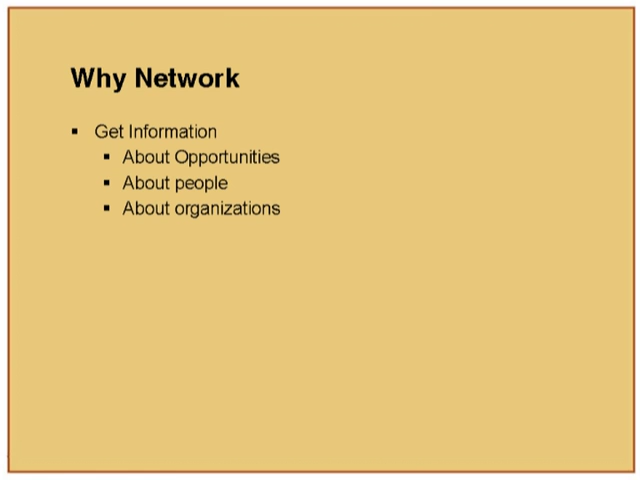 Why Network
▪ Get Information
▪ About Opportunities
▪ About people
▪ About organizations